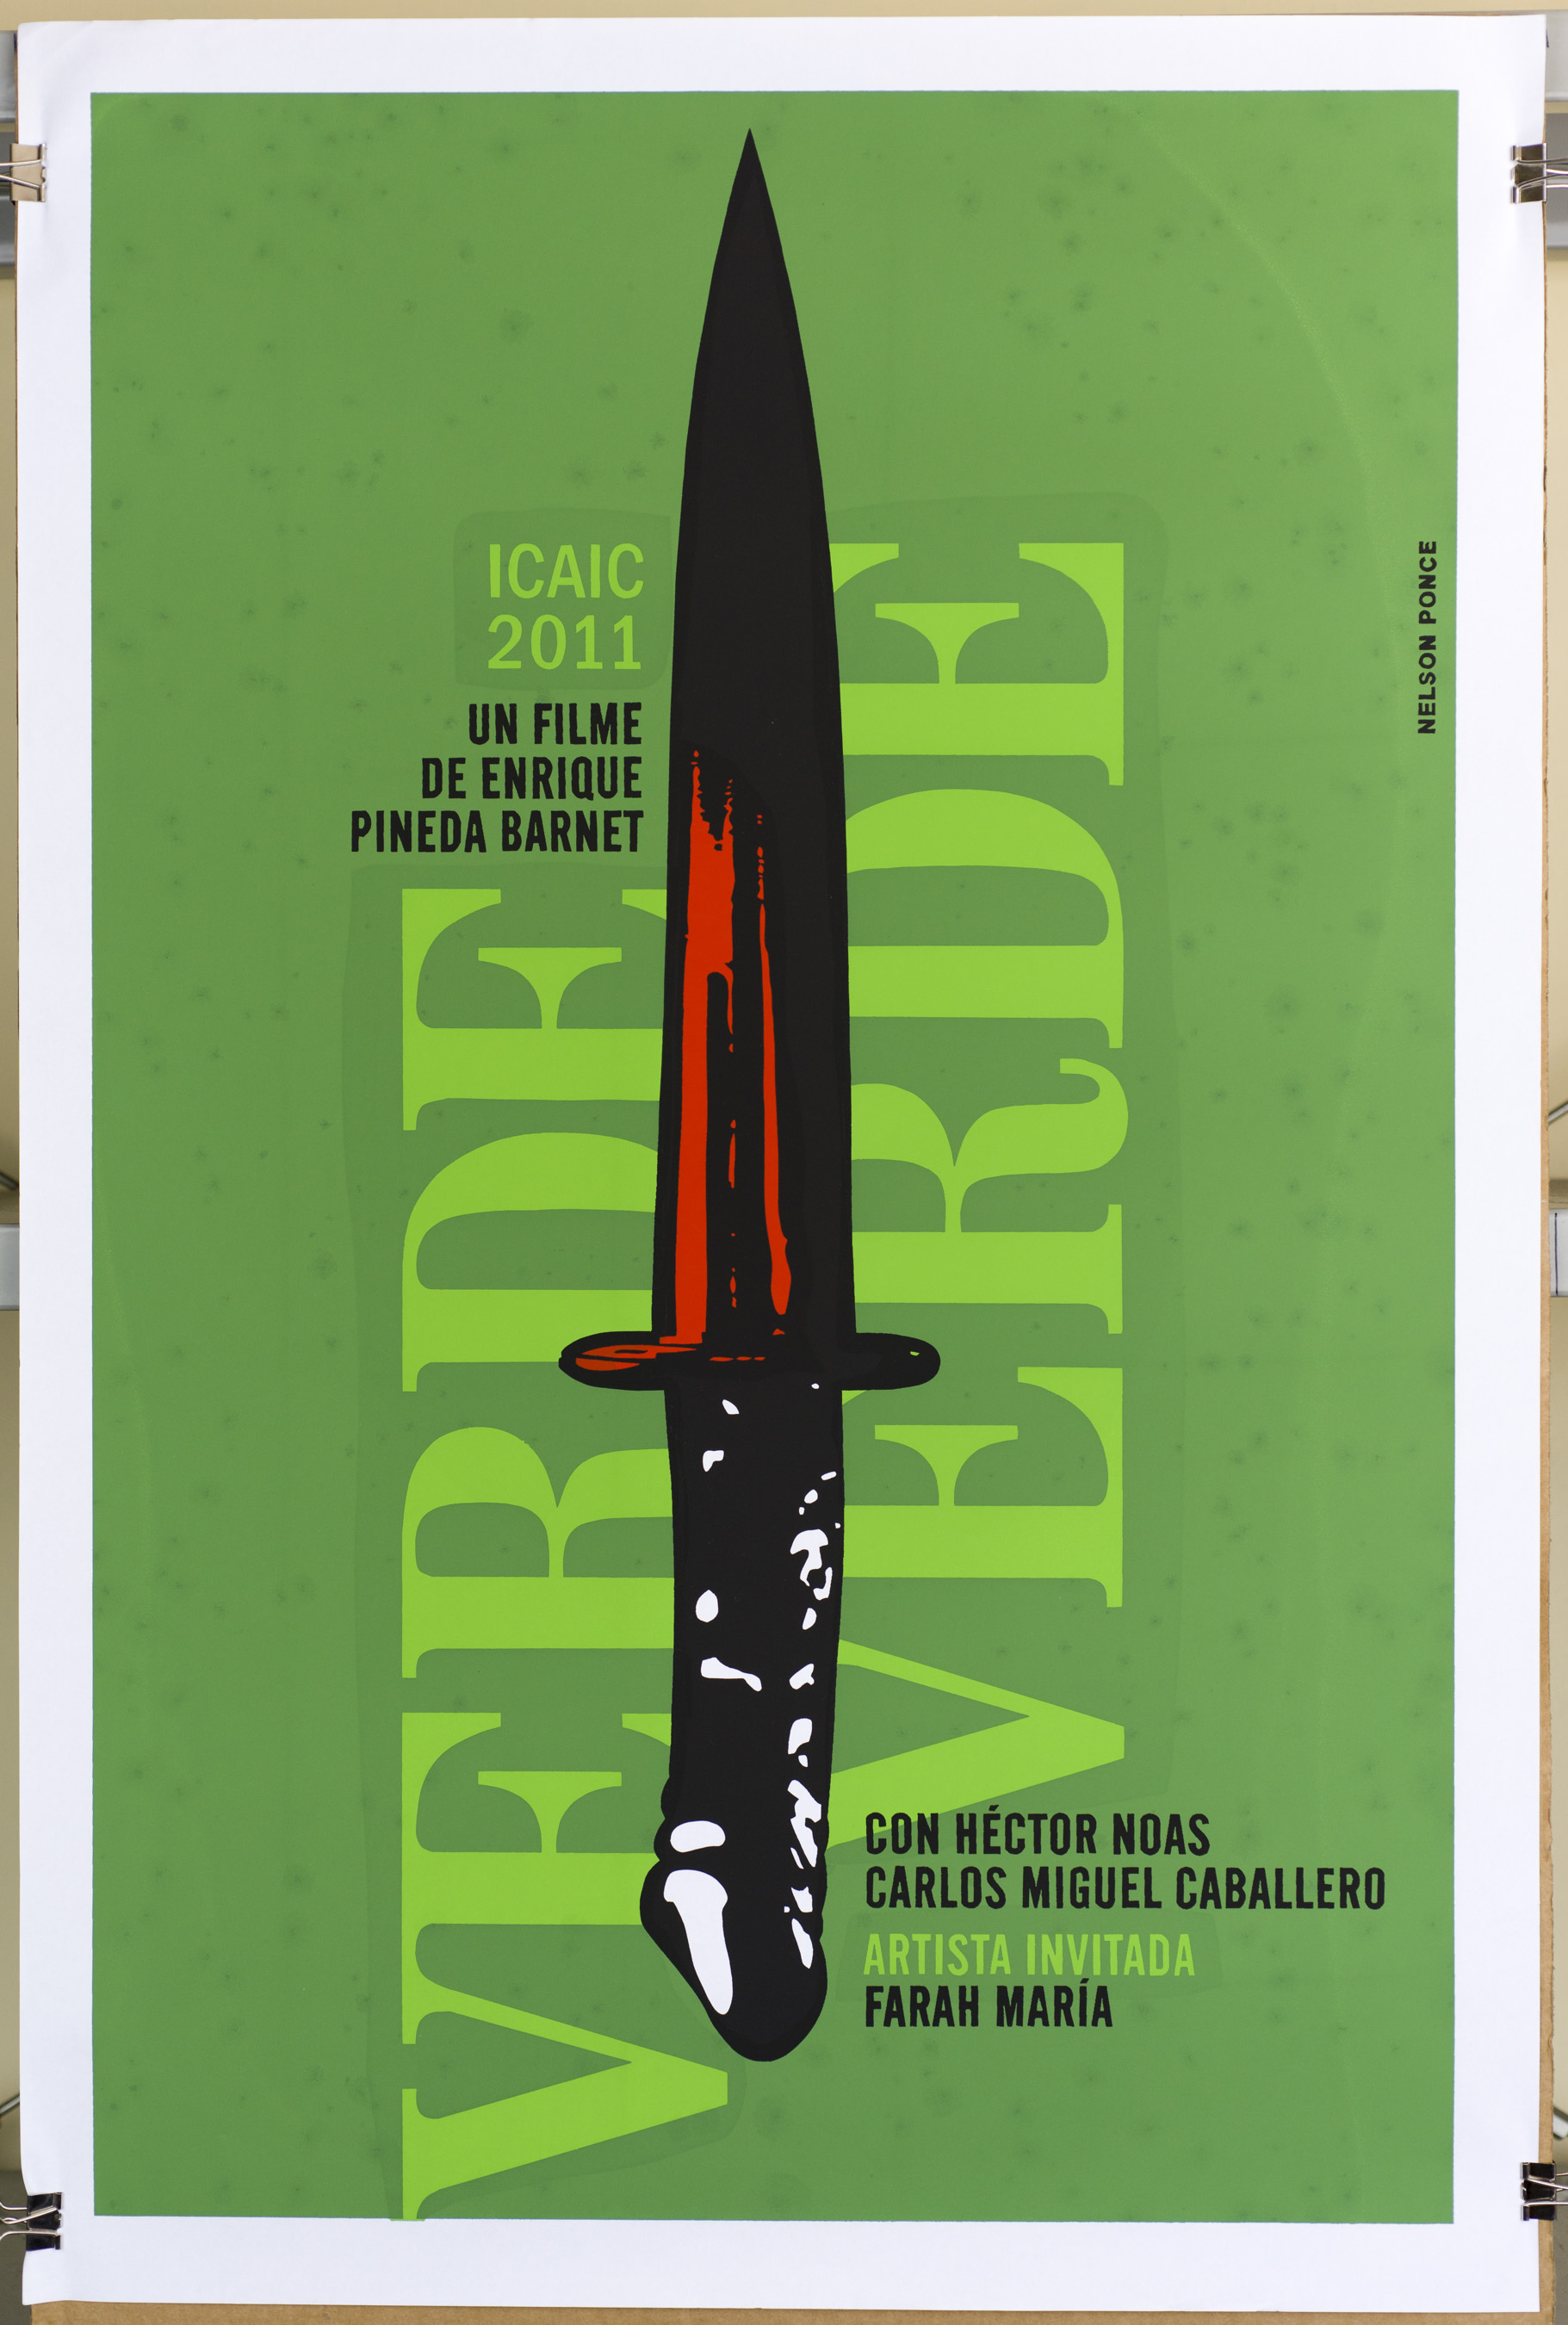 ICAIC
2011
UN FILME
DE ENRIQUE
PINEDA BARNET
VERDE
VERDE
NELSON PONCE
CON HÉCTOR NOAS
CARLOS MIGUEL CABALLERO
ARTISTA INVITADA
FARAH MARÍA